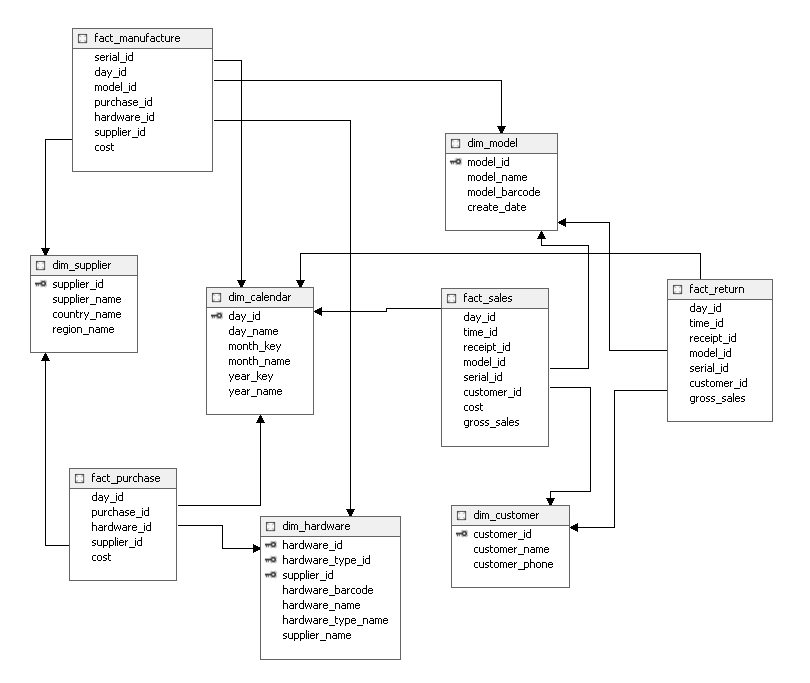 fact_manufacture
serial_id
day_id
model_id
purchase_id
hardware_id
supplier_id
cost
dim_model
model_id
model_name
model_barcode
create_date
dim_supplier
supplier_id
supplier_name
country_name
region_name
dim_calendar
day_id
day_name
month_key
month_name
year_key
year_name
fact_sales
day_id
time_id
receipt_id
model_id
serial_id
customer_id
cost
gross_sales
fact_return
day_id
time_id
receipt_id
model_id
serial_id
customer_id
gross_sales
fact_purchase
day_id
purchase_id
hardware_id
supplier_id
cost
dim_hardware
hardware_id
hardware_type_id
supplier_id
hardware_barcode
hardware_name
hardware_type_name
supplier_name
dim_customer
customer_id
customer_name
customer_phone